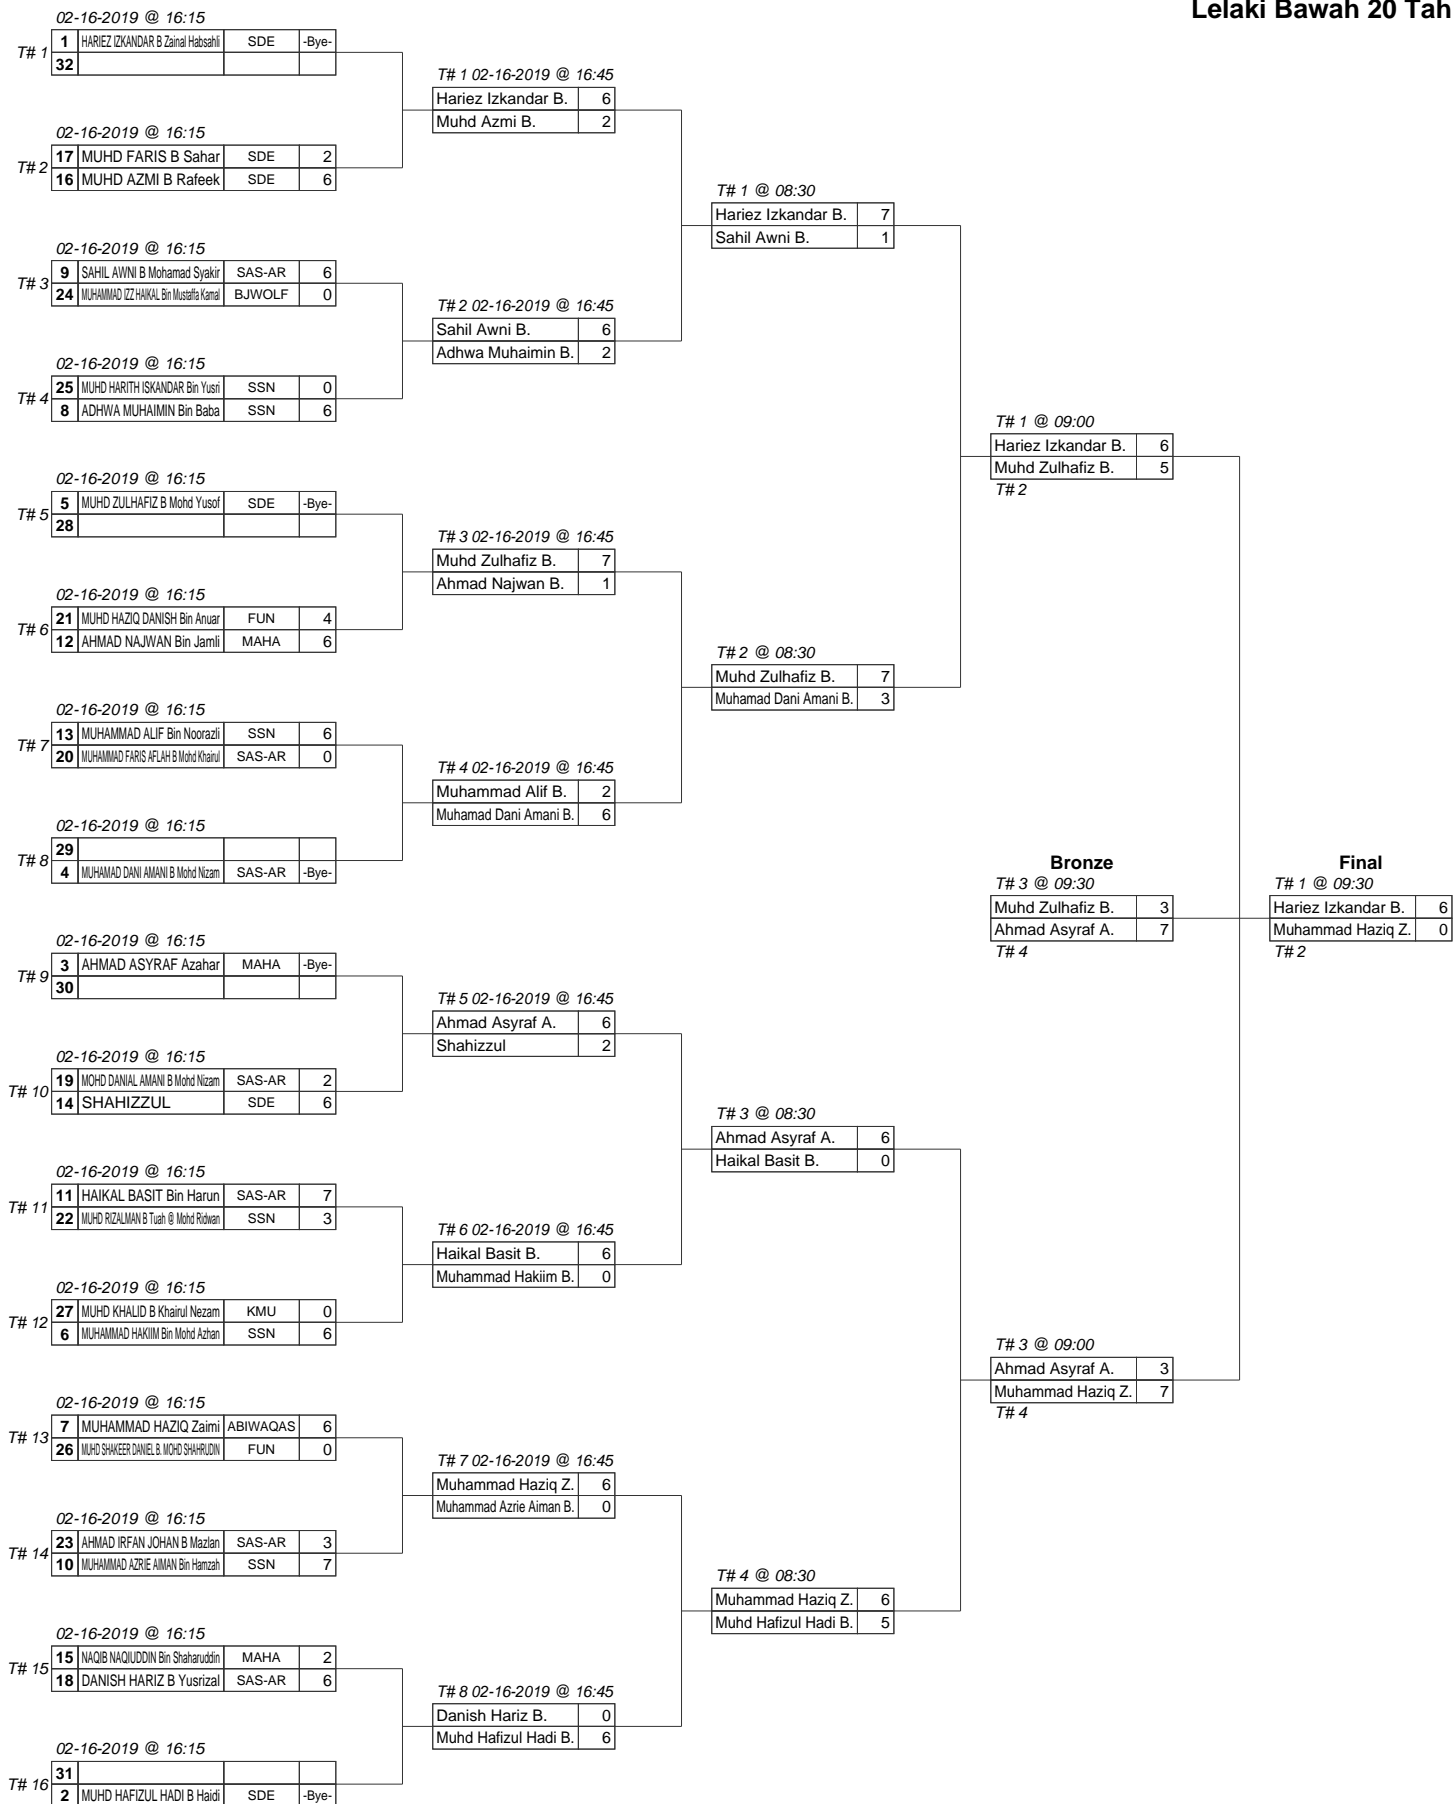 Lelaki Bawah 20 Tah
02-16-2019 @ 16:15
T# 1
1 HARIEZ IZKANDAR B Zainal Habsahli SDE -Bye-
32
02-16-2019 @ 16:15
T# 2
17 MUHD FARIS B Sahar SDE 2
16 MUHD AZMI B Rafeek SDE 6
02-16-2019 @ 16:15
T# 3
9 SAHIL AWNI B Mohamad Syakir SAS-AR 6
24 MUHAMMAD IZZ HAIKAL Bin Mustaffa Kamal BJWOLF 0
02-16-2019 @ 16:15
T# 4
25 MUHD HARITH ISKANDAR Bin Yusri SSN 0
8 ADHWA MUHAIMIN Bin Baba SSN 6
02-16-2019 @ 16:15
T# 5
5 MUHD ZULHAFIZ B Mohd Yusof SDE -Bye-
28
02-16-2019 @ 16:15
T# 6
21 MUHD HAZIQ DANISH Bin Anuar FUN 4
12 AHMAD NAJWAN Bin Jamli MAHA 6
02-16-2019 @ 16:15
T# 7
13 MUHAMMAD ALIF Bin Noorazli SSN 6
20 MUHAMMAD FARIS AFLAH B Mohd Khairul SAS-AR 0
02-16-2019 @ 16:15
T# 8
29
4 MUHAMAD DANI AMANI B Mohd Nizam SAS-AR -Bye-
02-16-2019 @ 16:15
T# 9
3 AHMAD ASYRAF Azahar MAHA -Bye-
30
02-16-2019 @ 16:15
T# 10
19 MOHD DANIAL AMANI B Mohd Nizam SAS-AR 2
14 SHAHIZZUL SDE 6
02-16-2019 @ 16:15
T# 11
11 HAIKAL BASIT Bin Harun SAS-AR 7
22 MUHD RIZALMAN B Tuah @ Mohd Ridwan SSN 3
02-16-2019 @ 16:15
T# 12
27 MUHD KHALID B Khairul Nezam KMU 0
6 MUHAMMAD HAKIIM Bin Mohd Azhan SSN 6
02-16-2019 @ 16:15
T# 13
7 MUHAMMAD HAZIQ Zaimi ABIWAQAS 6
26 MUHD SHAKEER DANIEL B. MOHD SHAHRUDIN FUN 0
02-16-2019 @ 16:15
T# 14
23 AHMAD IRFAN JOHAN B Mazlan SAS-AR 3
10 MUHAMMAD AZRIE AIMAN Bin Hamzah SSN 7
02-16-2019 @ 16:15
T# 15
15 NAQIB NAQIUDDIN Bin Shaharuddin MAHA 2
18 DANISH HARIZ B Yusrizal SAS-AR 6
02-16-2019 @ 16:15
T# 16
31
2 MUHD HAFIZUL HADI B Haidi SDE -Bye-
T# 1 02-16-2019 @ 16:45
Hariez Izkandar B. 6
Muhd Azmi B. 2
T# 2 02-16-2019 @ 16:45
Sahil Awni B. 6
Adhwa Muhaimin B. 2
T# 3 02-16-2019 @ 16:45
Muhd Zulhafiz B. 7
Ahmad Najwan B. 1
T# 4 02-16-2019 @ 16:45
Muhammad Alif B. 2
Muhamad Dani Amani B. 6
T# 5 02-16-2019 @ 16:45
Ahmad Asyraf A. 6
Shahizzul 2
T# 6 02-16-2019 @ 16:45
Haikal Basit B. 6
Muhammad Hakiim B. 0
T# 7 02-16-2019 @ 16:45
Muhammad Haziq Z. 6
Muhammad Azrie Aiman B. 0
T# 8 02-16-2019 @ 16:45
Danish Hariz B. 0
Muhd Hafizul Hadi B. 6
T# 1 @ 08:30
Hariez Izkandar B. 7
Sahil Awni B. 1
T# 2 @ 08:30
Muhd Zulhafiz B. 7
Muhamad Dani Amani B. 3
T# 3 @ 08:30
Ahmad Asyraf A. 6
Haikal Basit B. 0
T# 4 @ 08:30
Muhammad Haziq Z. 6
Muhd Hafizul Hadi B. 5
T# 1 @ 09:00
Hariez Izkandar B. 6
Muhd Zulhafiz B. 5
T# 2
Bronze
T# 3 @ 09:30
Muhd Zulhafiz B. 3
Ahmad Asyraf A. 7
T# 4
T# 3 @ 09:00
Ahmad Asyraf A. 3
Muhammad Haziq Z. 7
T# 4
Final
T# 1 @ 09:30
Hariez Izkandar B. 6
Muhammad Haziq Z. 0
T# 2